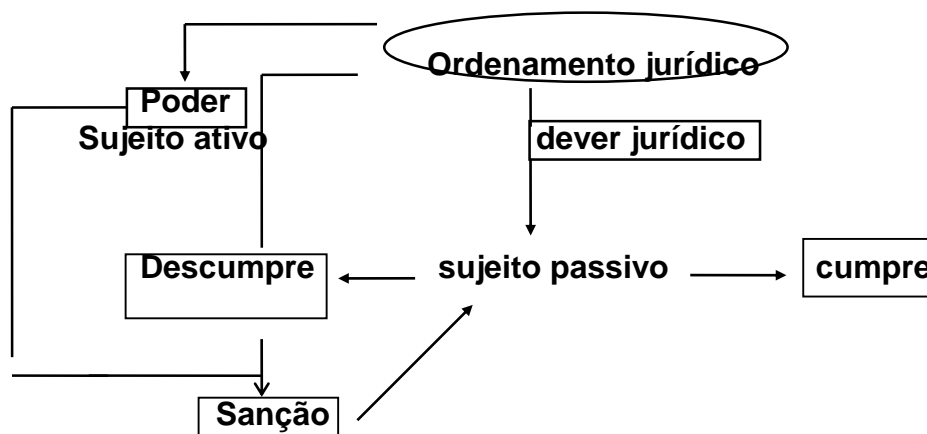 Ordenamento jurídico
Poder
Sujeito ativo
dever jurídico
Descumpre
sujeito passivo
cumpre
Sanção